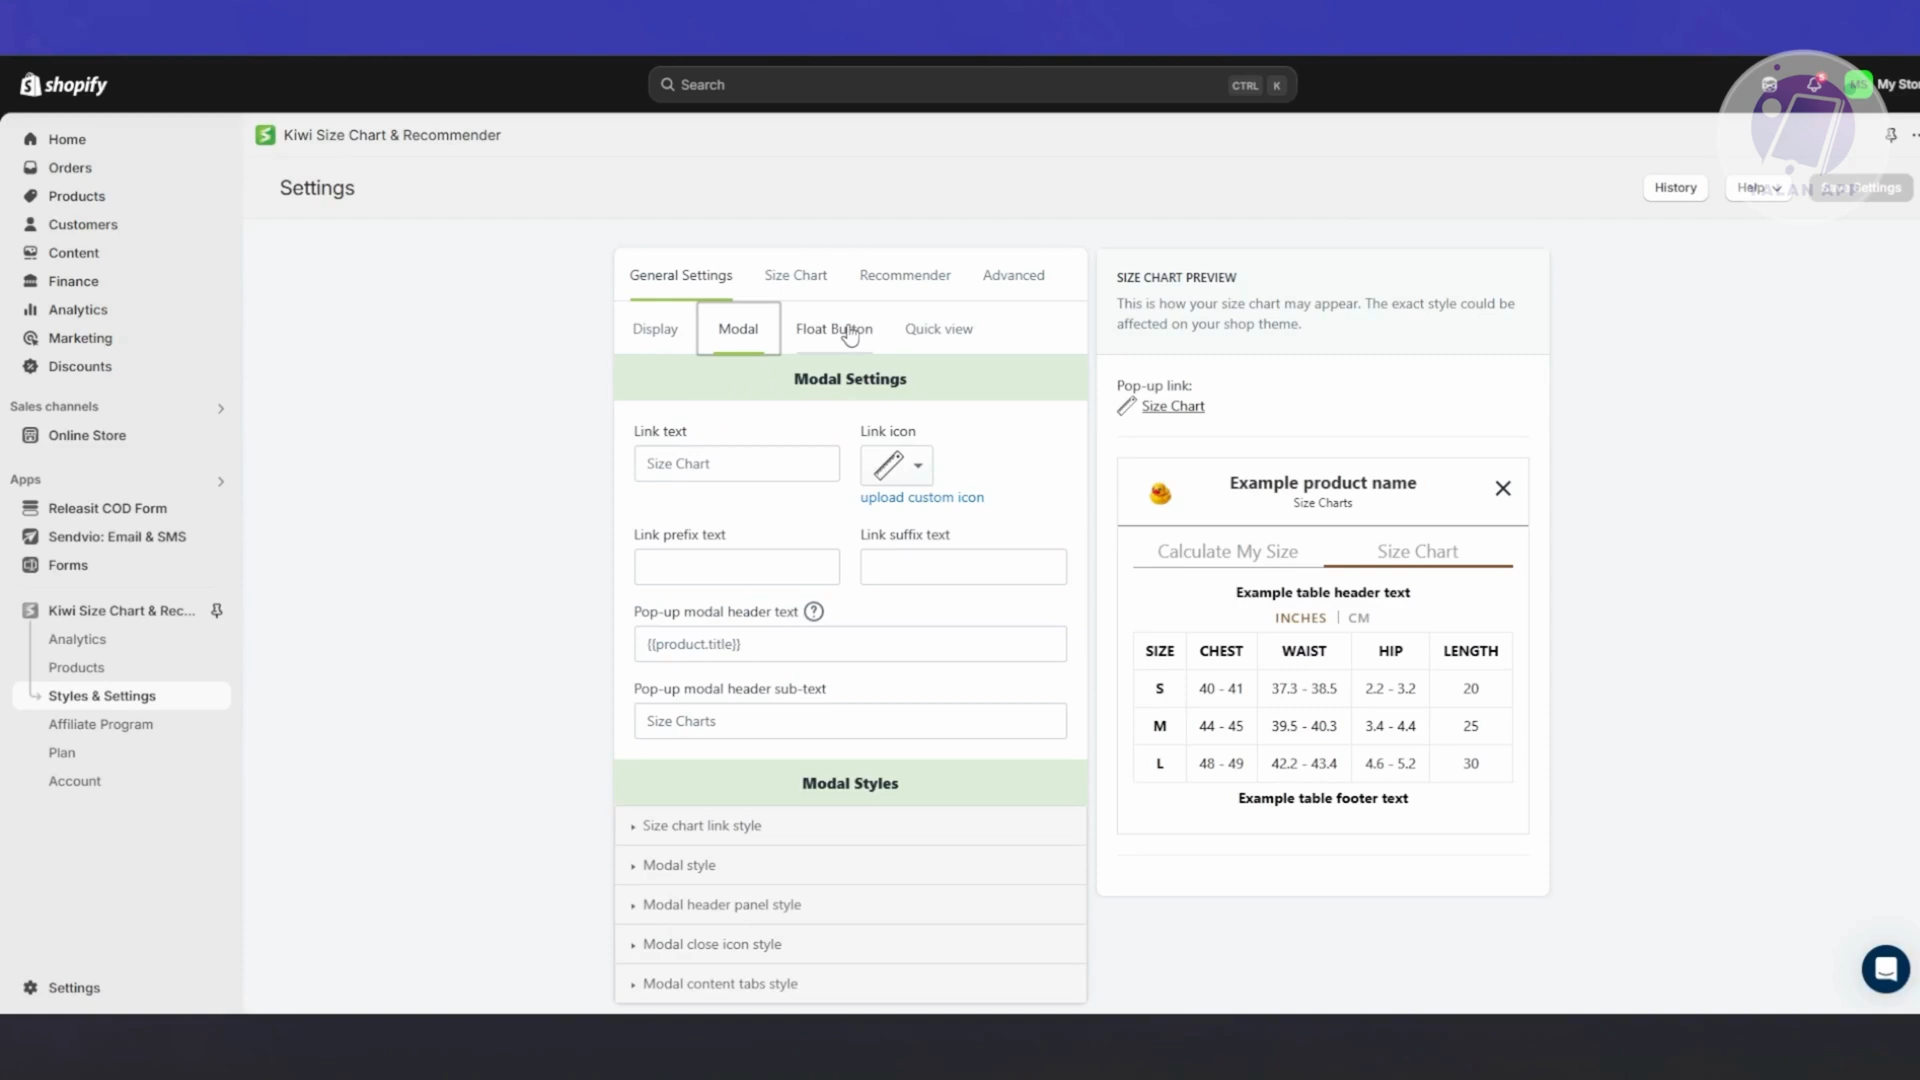 shopify
Search
CTRL K
MS
My Sto
Home
Orders
Products
Customers
Content
Finance
Analytics
Marketing
Discounts
Sales channels
Online Store
Apps
Releasit COD Form
Sendvio: Email & SMS
Forms
Kiwi Size Chart & Rec...
Analytics
Products
Styles & Settings
Affiliate Program
Plan
Account
Settings
Kiwi Size Chart & Recommender
Settings
History
Help
Save Settings
General Settings
Size Chart
Recommender
Advanced
Display
Modal
Float Button
Quick view
Modal Settings
Link text
Link icon
Size Chart
upload custom icon
Link prefix text
Link suffix text
Pop-up modal header text ?
{{product.title}}
Pop-up modal header sub-text
Size Charts
Modal Styles
Size chart link style
Modal style
Modal header panel style
Modal close icon style
Modal content tabs style
SIZE CHART PREVIEW
This is how your size chart may appear. The exact style could be
affected on your shop theme.
Pop-up link:
Size Chart
Example product name
Size Charts
Calculate My Size
Size Chart
Example table header text
INCHES | CM
SIZE CHEST WAIST HIP LENGTH
S 40 - 41 37.3 - 38.5 2.2 - 3.2 20
M 44 - 45 39.5 - 40.3 3.4 - 4.4 25
L 48 - 49 42.2 - 43.4 4.6 - 5.2 30
Example table footer text